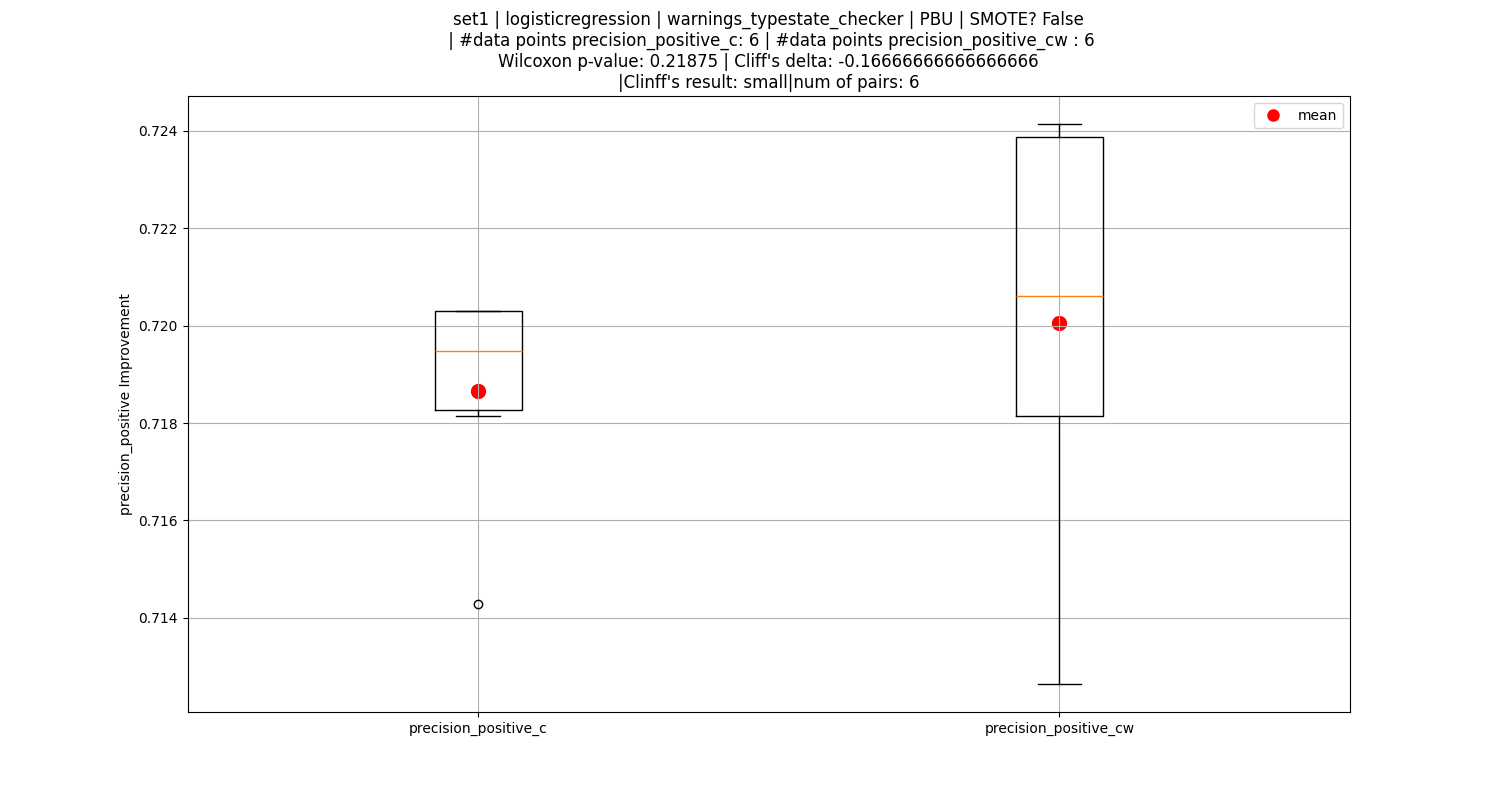 set1 | logisticregression | warnings_typestate_checker | PBU | SMOTE? False
| #data points precision_positive_c: 6 | #data points precision_positive_cw : 6
Wilcoxon p-value: 0.21875 | Cliff's delta: -0.16666666666666666
|Clinff's result: small|num of pairs: 6
mean
0.724
0.722
0.720
0.718
0.716
0.714
precision_positive Improvement
precision_positive_c
precision_positive_cw